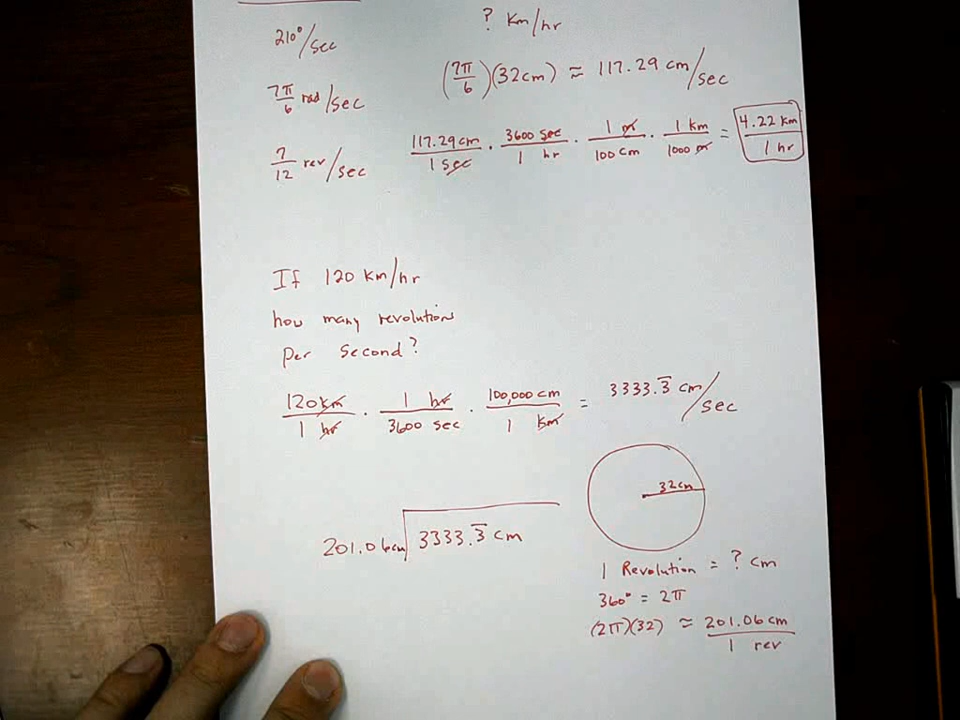 210°/sec
? Km/hr
(7π/6)(32cm) ≈ 117.29 cm/sec
7π/6 rad/sec
117.29cm/1 sec · 3600 sec/1 hr · 1 m/100 cm · 1 km/1000 m = 4.22 km/1 hr
7/12 rev/sec
If 120 km/hr
how many revolutions
per second?
120km/1 hr · 1 hr/3600 sec · 100,000 cm/1 km = 3333.3̅ cm/sec
32cm
201.06cm 3333.3̅ cm
1 Revolution = ? cm
360° = 2π
(2π)(32) ≈ 201.06 cm/1 rev